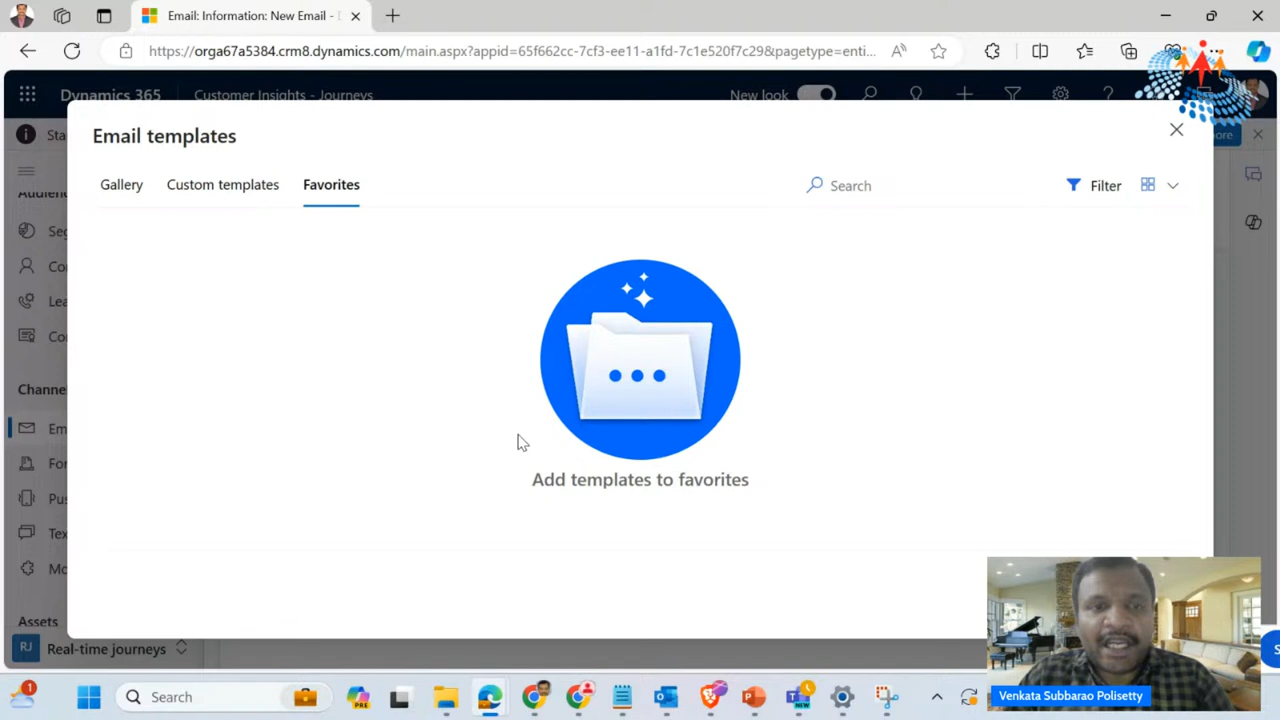 Email: Information: New Email -
https://orga67a5384.crm8.dynamics.com/main.aspx?appid=65f662cc-7cf3-ee11-a1fd-7c1e520f7c29&pagetype=enti...
Dynamics 365
Customer Insights - Journeys
New look
Email templates
Gallery
Custom templates
Favorites
Search
Filter
Add templates to favorites
Channe
Assets
RJ
Real-time journeys
Search
NEW
1
Venkata Subbarao Polisetty